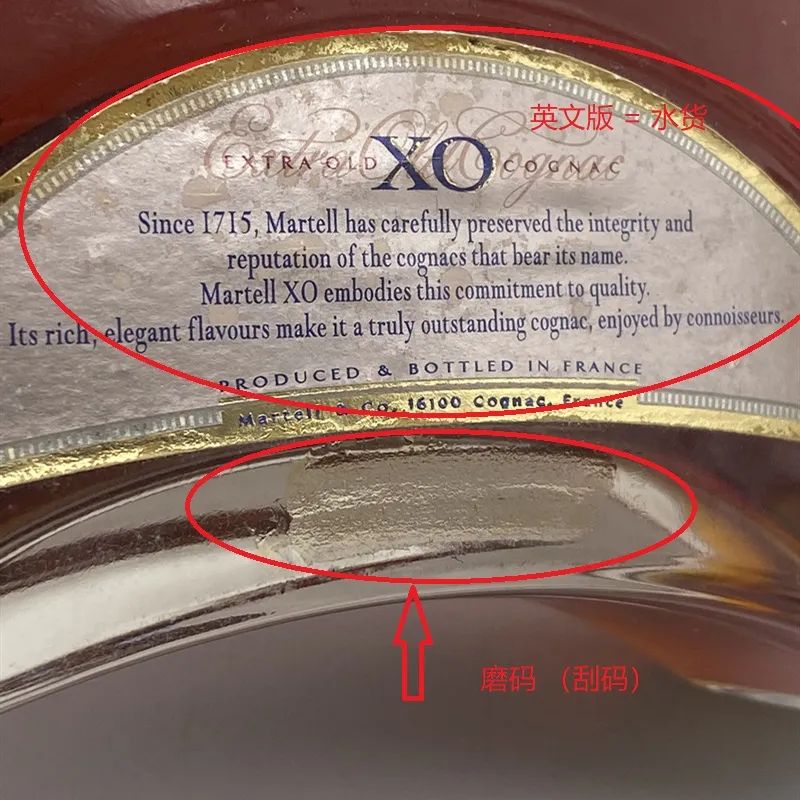 英文版 = 水货
EXTRA OLD XO COGNAC
Since 1715, Martell has carefully preserved the integrity and
reputation of the cognacs that bear its name.
Martell XO embodies this commitment to quality.
Its rich, elegant flavours make it a truly outstanding cognac, enjoyed by connoisseurs.
PRODUCED & BOTTLED IN FRANCE
Martell & Co, 16100 Cognac, France
磨码 （刮码）